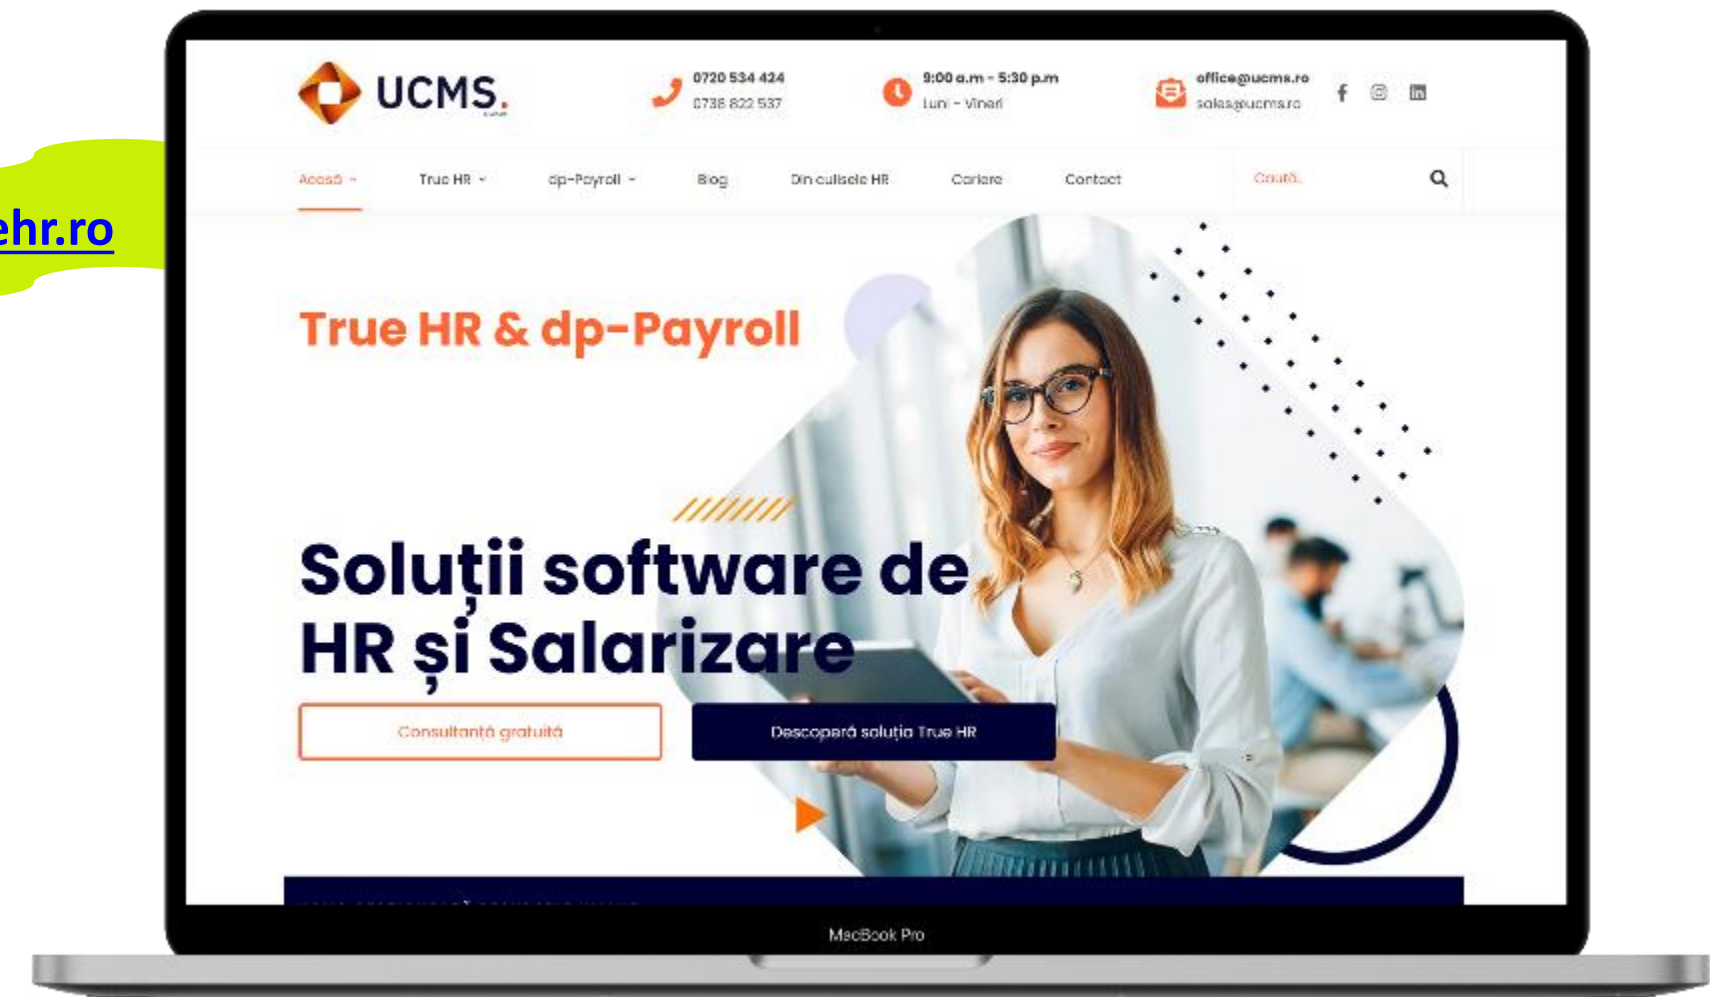 UCMS.
0720 534 424
0738 822 537
9:00 a.m - 5:30 p.m
Luni - Vineri
office@ucms.ro
sales@ucms.ro
Acasă
True HR
dp-Payroll
Blog
Din culisele HR
Cariere
Contact
Caută..
ehr.ro
True HR & dp-Payroll
Soluții software de
HR și Salarizare
Consultanță gratuită
Descoperă soluția True HR
MacBook Pro